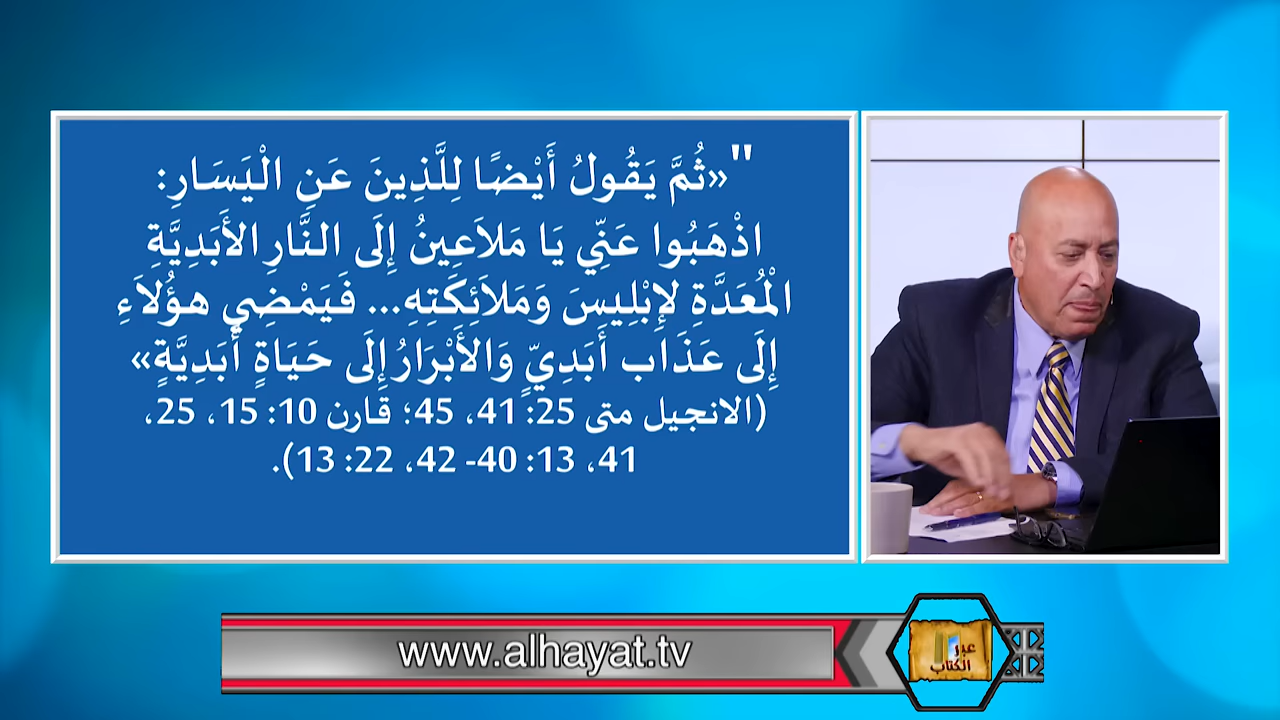 "«ثُمَّ يَقُولُ أَيْضًا لِلَّذِينَ عَنِ الْيَسَارِ:
اذْهَبُوا عَنِّي يَا مَلاَعِينُ إِلَى النَّارِ الأَبَدِيَّةِ
الْمُعَدَّةِ لإِبْلِيسَ وَمَلاَئِكَتِهِ... فَيَمْضِي هؤُلاَءِ
إِلَى عَذَابٍ أَبَدِيٍّ وَالأَبْرَارُ إِلَى حَيَاةٍ أَبَدِيَّةٍ»
(الانجيل متى 25: 41، 45؛ قارن 10: 15، 25،
41، 13: 40- 42، 22: 13).
www.alhayat.tv
عبر
الكتاب